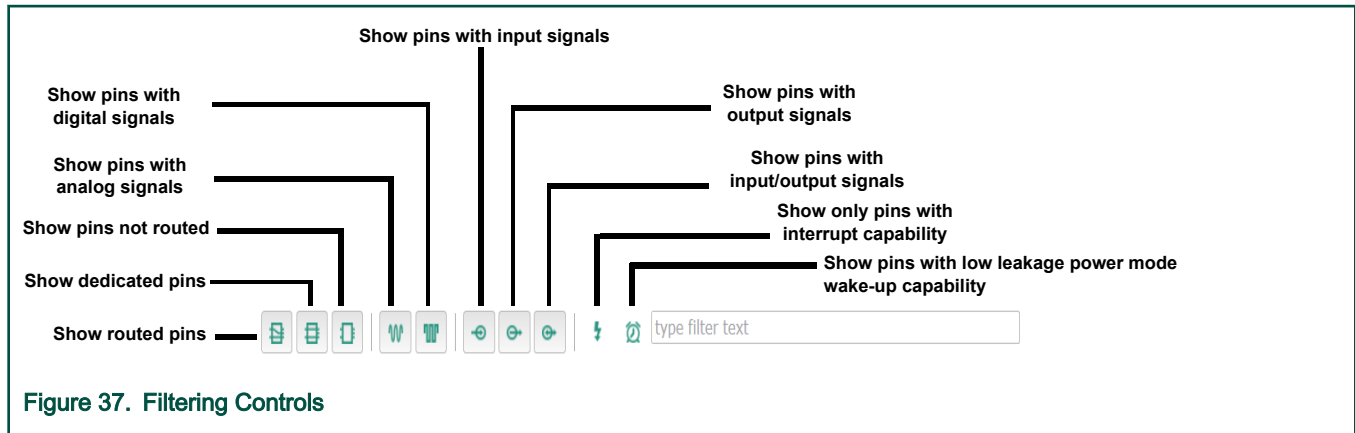 Show pins with input signals
Show pins with
digital signals
Show pins with
output signals
Show pins with
analog signals
Show pins with
input/output signals
Show pins not routed
Show only pins with
interrupt capability
Show dedicated pins
Show pins with low leakage power mode
wake-up capability
Show routed pins
type filter text
Figure 37. Filtering Controls